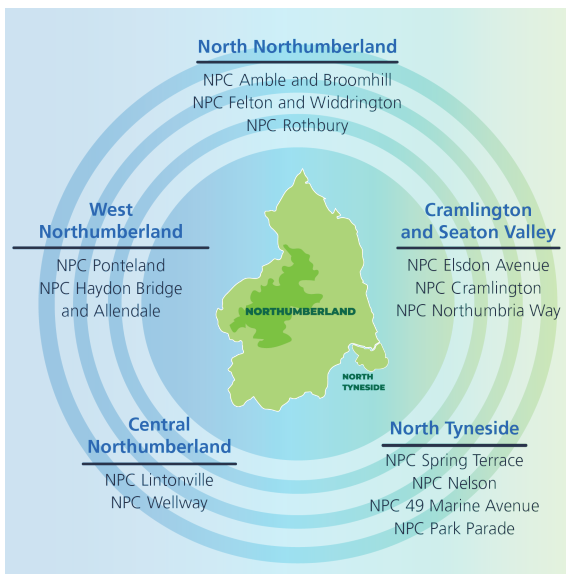 North Northumberland
NPC Amble and Broomhill
NPC Felton and Widdrington
NPC Rothbury
West
Northumberland
NPC Ponteland
NPC Haydon Bridge
and Allendale
Cramlington
and Seaton Valley
NPC Elsdon Avenue
NPC Cramlington
NPC Northumbria Way
NORTHUMBERLAND
NORTH
TYNESIDE
Central
Northumberland
NPC Lintonville
NPC Wellway
North Tyneside
NPC Spring Terrace
NPC Nelson
NPC 49 Marine Avenue
NPC Park Parade